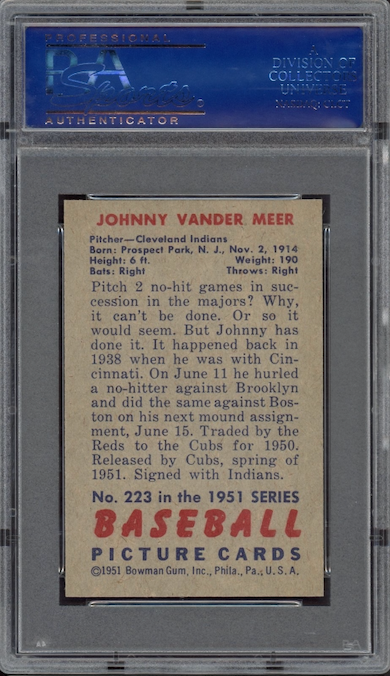 PROFESSIONAL
PSA
Sports
AUTHENTICATOR
A
DIVISION OF
COLLECTORS
UNIVERSE
NASDAQ: CLCT
JOHNNY VANDER MEER
Pitcher—Cleveland Indians
Born: Prospect Park, N. J., Nov. 2, 1914
Height: 6 ft. Weight: 190
Bats: Right Throws: Right
Pitch 2 no-hit games in suc-
cession in the majors? Why,
it can't be done. Or so it
would seem. But Johnny has
done it. It happened back in
1938 when he was with Cin-
cinnati. On June 11 he hurled
a no-hitter against Brooklyn
and did the same against Bos-
ton on his next mound assign-
ment, June 15. Traded by the
Reds to the Cubs for 1950.
Released by Cubs, spring of
1951. Signed with Indians.
No. 223 in the 1951 SERIES
BASEBALL
PICTURE CARDS
©1951 Bowman Gum, Inc., Phila., Pa., U. S. A.
PSA